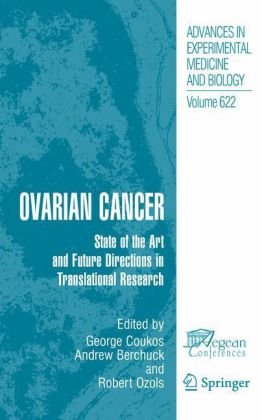 ADVANCES IN
EXPERIMENTAL
MEDICINE
AND BIOLOGY
Volume 622
OVARIAN CANCER
State of the Art
and Future Directions in
Translational Research
Edited by
George Coukos
Andrew Berchuck
and
Robert Ozols
Aegean
Conferences
Springer